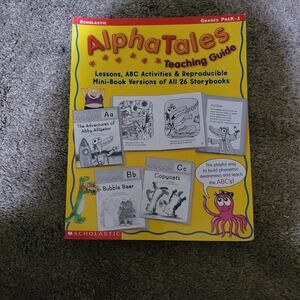 SCHOLASTIC
GRADES PREK–1
AlphaTales
Teaching Guide
Lessons, ABC Activities & Reproducible
Mini-Book Versions of All 26 Storybooks
Aa
The Adventures of
Abby Alligator
Bb
Bubble Bear
Cc
Copycats
The playful way
to build phonemic
awareness and teach
the ABCs!
SCHOLASTIC